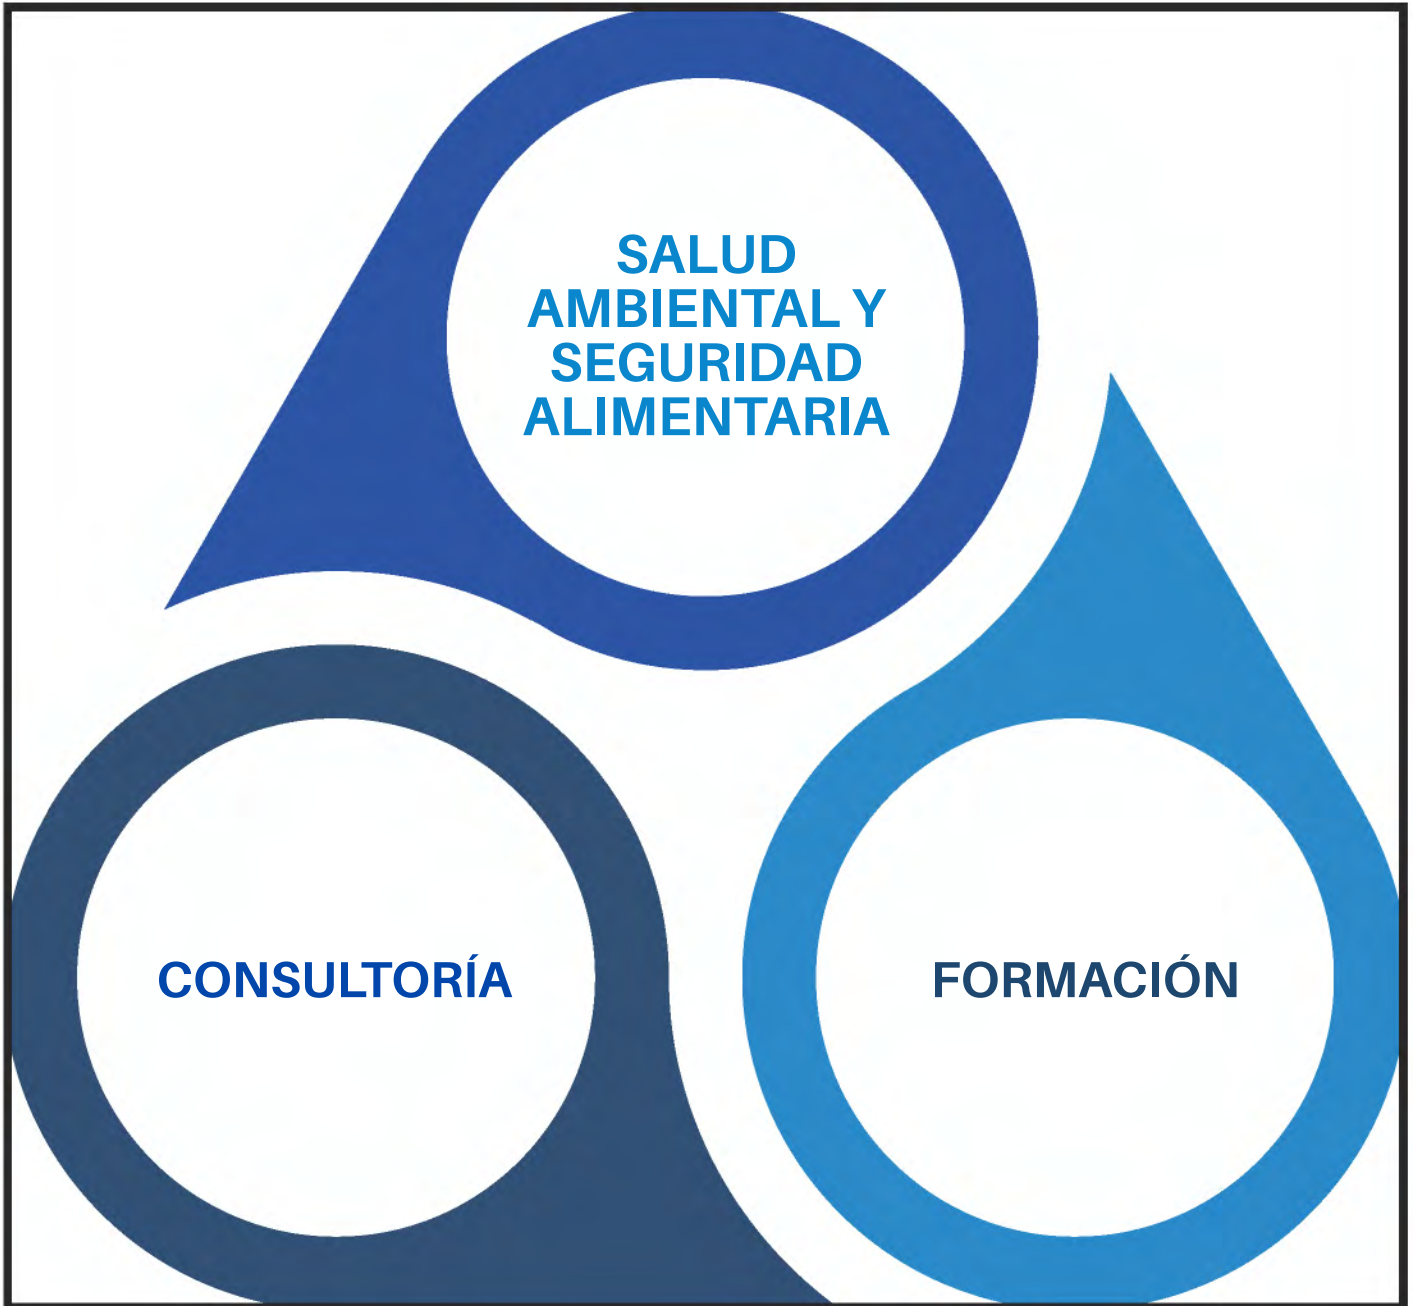 SALUD
AMBIENTAL Y
SEGURIDAD
ALIMENTARIA
CONSULTORÍA
FORMACIÓN